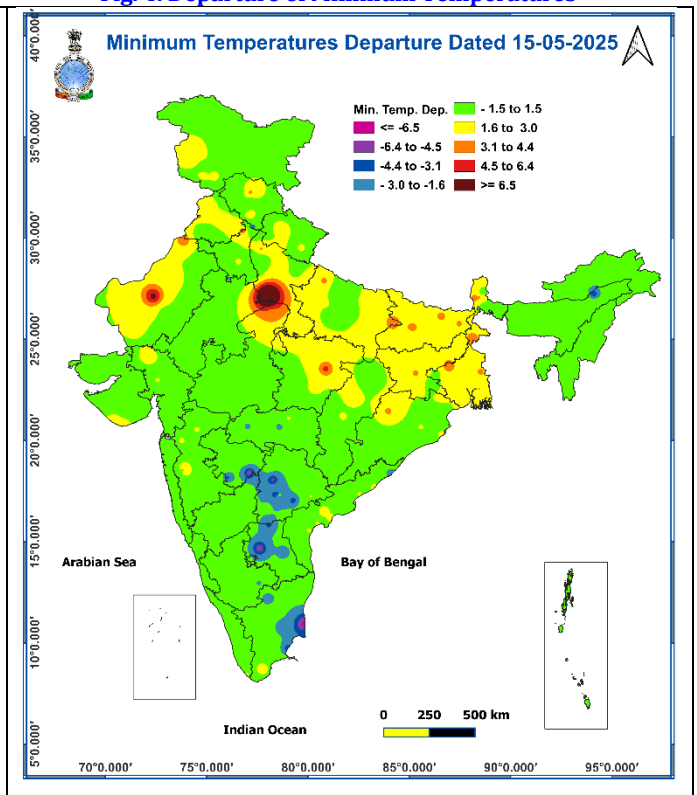 Minimum Temperatures Departure Dated 15-05-2025
Min. Temp. Dep.
<= -6.5
-6.4 to -4.5
-4.4 to -3.1
- 3.0 to -1.6
- 1.5 to 1.5
1.6 to 3.0
3.1 to 4.4
4.5 to 6.4
>= 6.5
40°0.000'
35°0.000'
30°0.000'
25°0.000'
20°0.000'
15°0.000'
10°0.000'
5°0.000'
Arabian Sea
Bay of Bengal
Indian Ocean
0 250 500 km
70°0.000' 75°0.000' 80°0.000' 85°0.000' 90°0.000' 95°0.000'